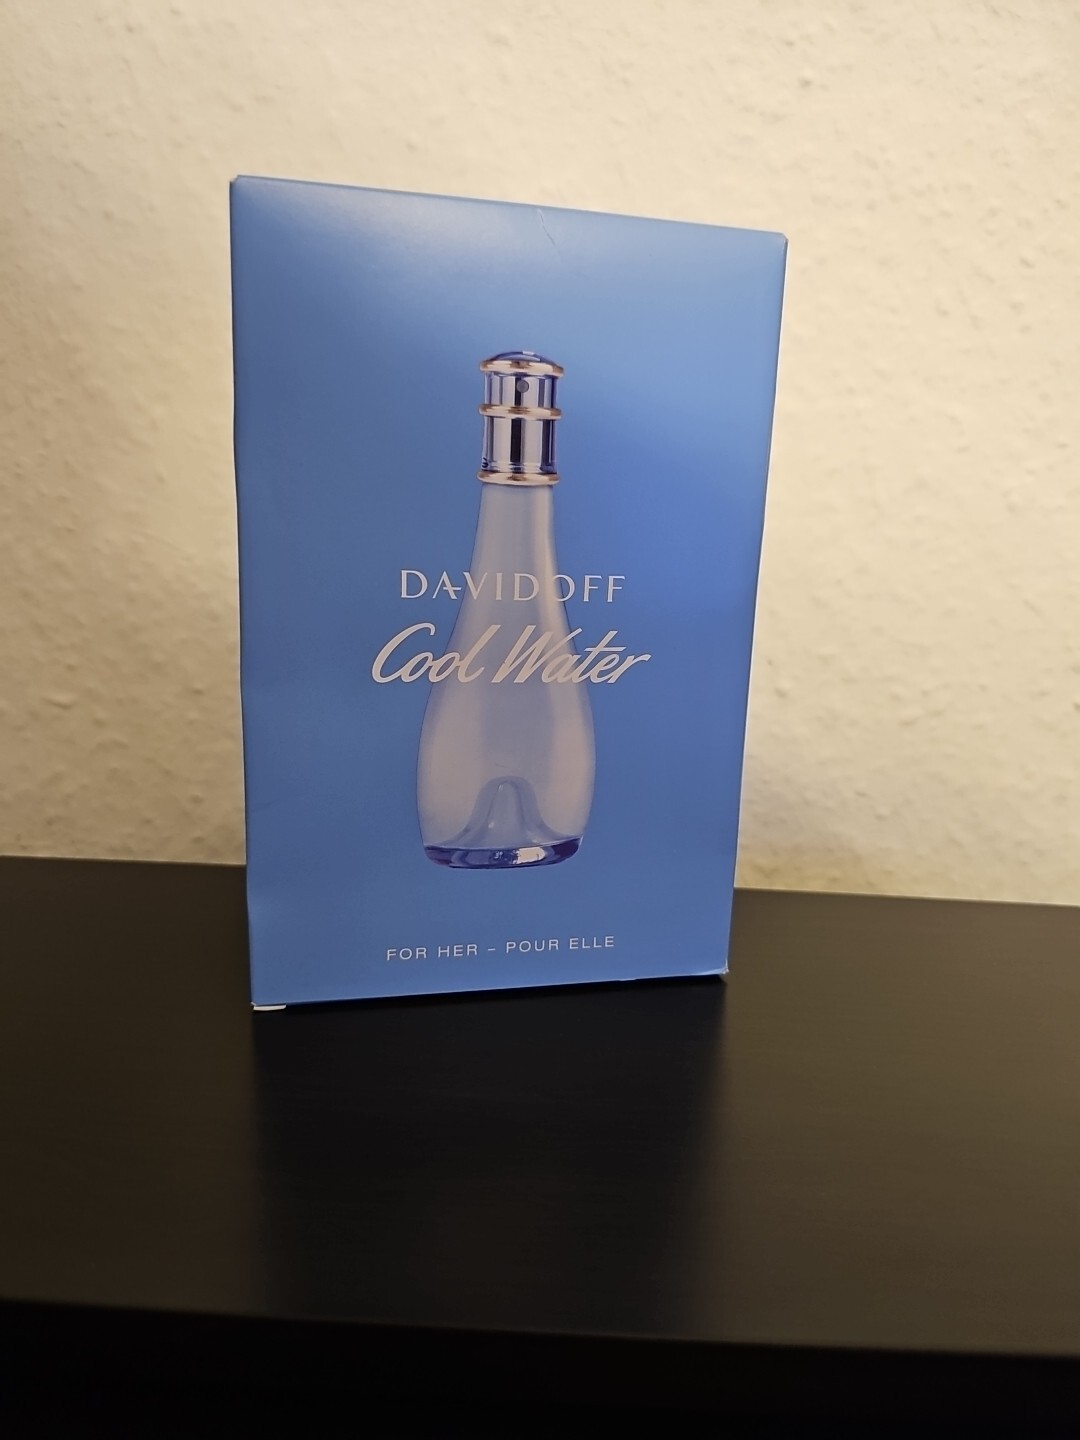 DAVIDOFF
Cool Water
FOR HER – POUR ELLE